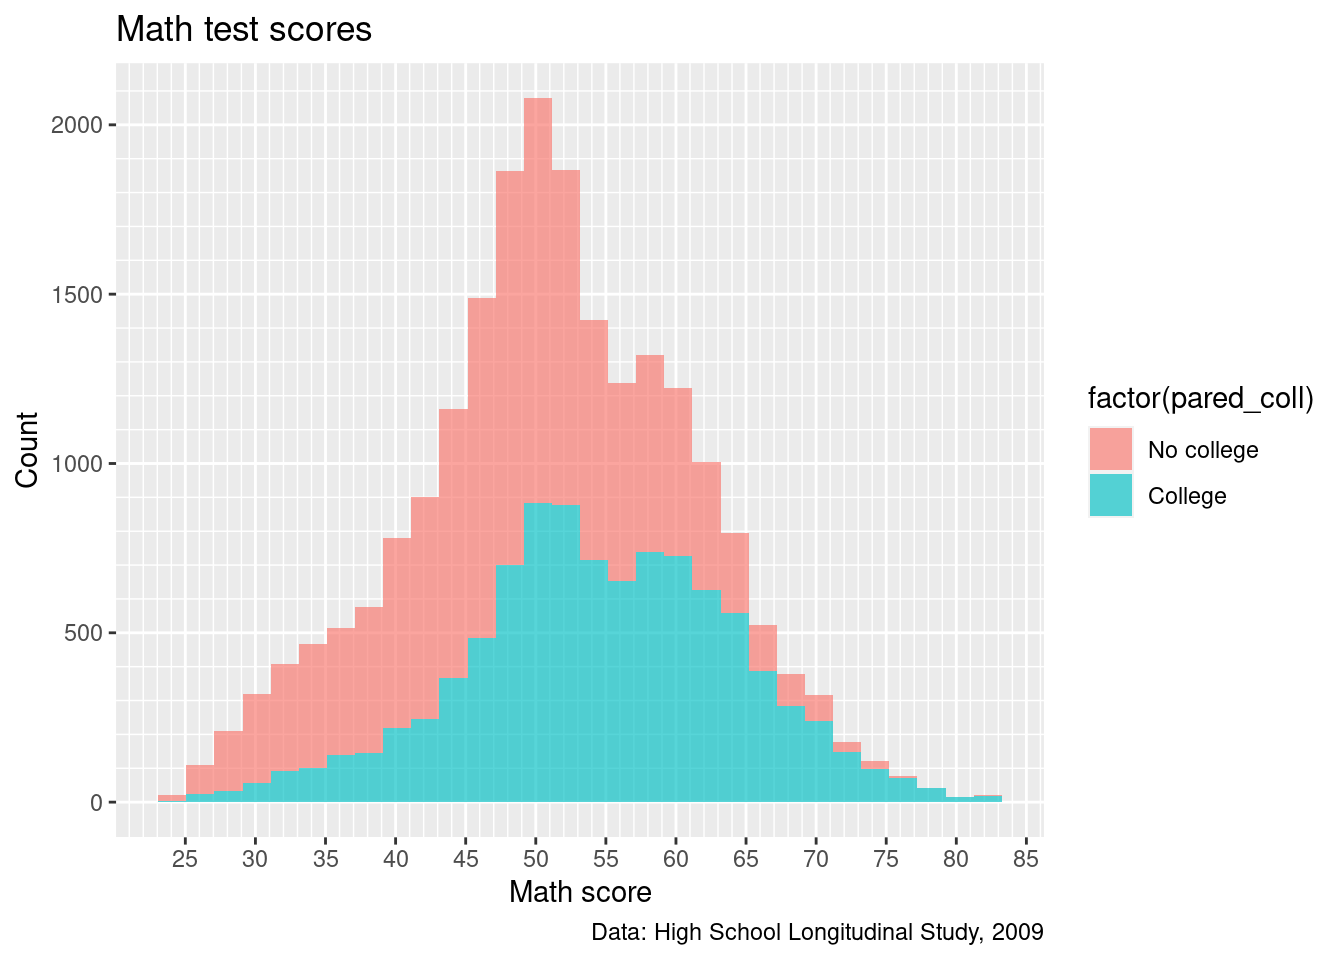 Math test scores
2000
1500
1000
500
0
Count
25 30 35 40 45 50 55 60 65 70 75 80 85
Math score
factor(pared_coll)
No college
College
Data: High School Longitudinal Study, 2009